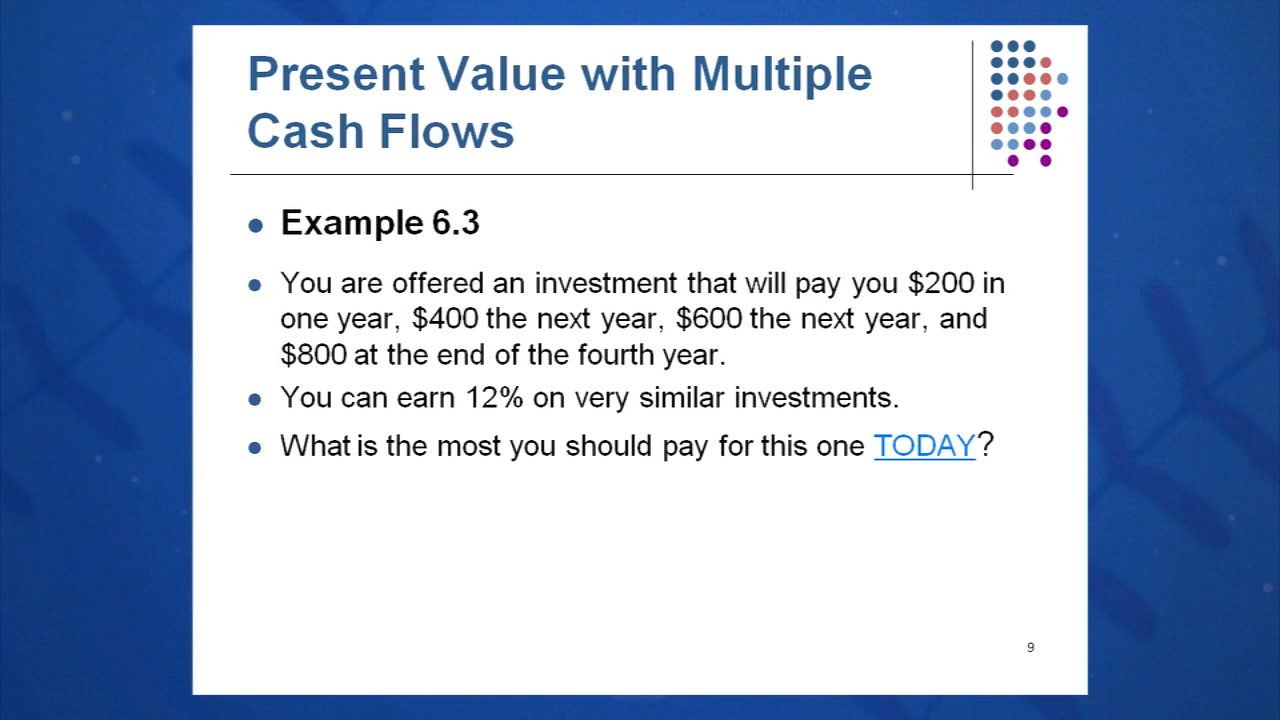 Present Value with Multiple
Cash Flows
Example 6.3
You are offered an investment that will pay you $200 in
one year, $400 the next year, $600 the next year, and
$800 at the end of the fourth year.
You can earn 12% on very similar investments.
What is the most you should pay for this one TODAY?
9